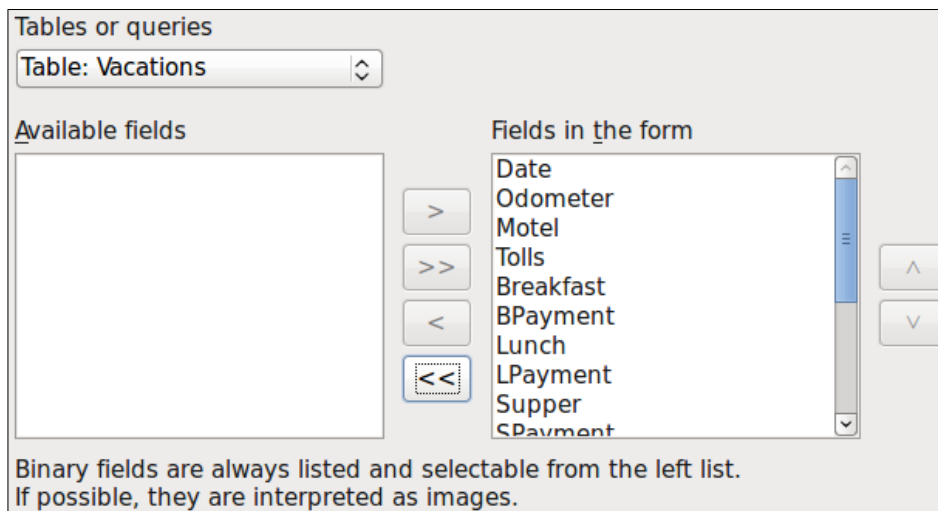 Tables or queries
Table: Vacations
Available fields
Fields in the form
Date
Odometer
Motel
Tolls
Breakfast
BPayment
Lunch
LPayment
Supper
SPayment
>
>>
<
<<
^
v
Binary fields are always listed and selectable from the left list.
If possible, they are interpreted as images.